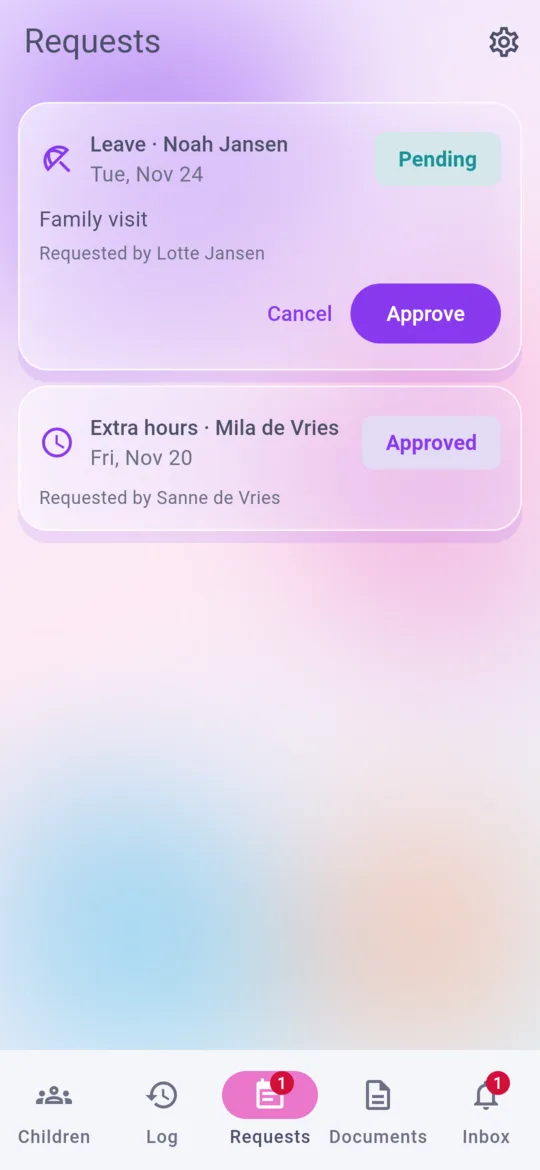 Requests
Leave · Noah Jansen
Tue, Nov 24
Pending
Family visit
Requested by Lotte Jansen
Cancel
Approve
Extra hours · Mila de Vries
Fri, Nov 20
Approved
Requested by Sanne de Vries
1
1
Children
Log
Requests
Documents
Inbox